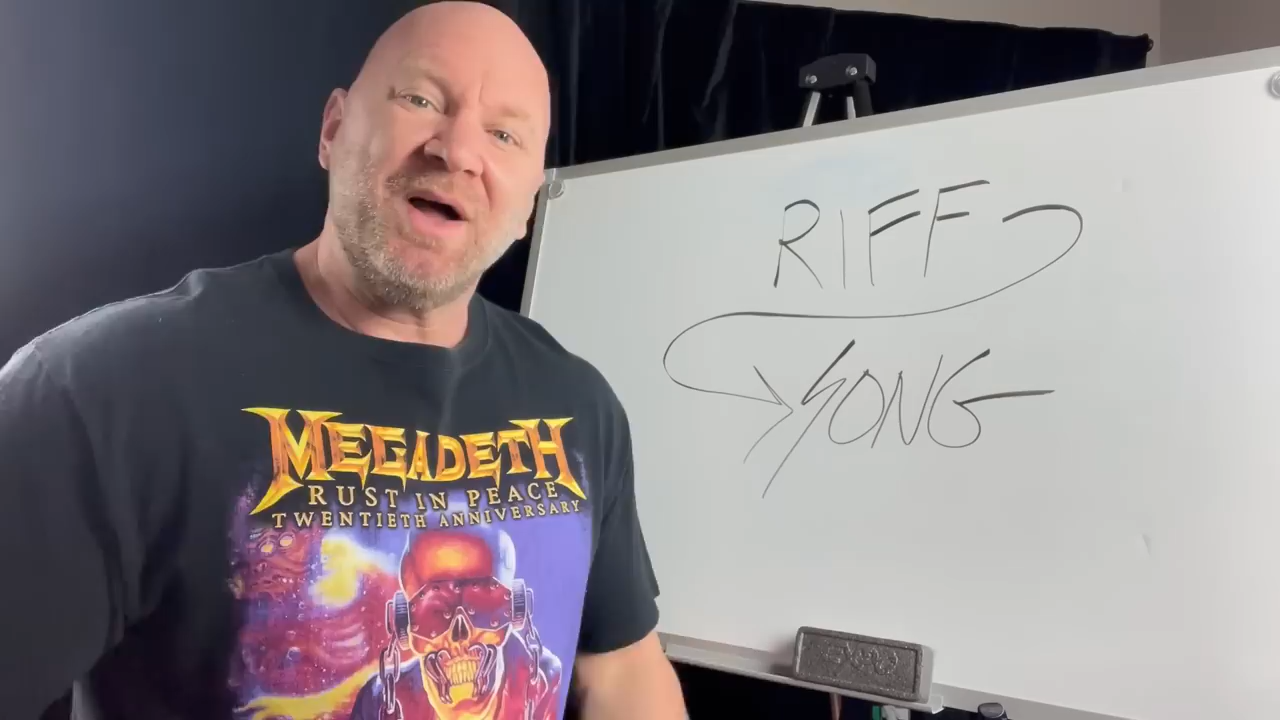 RIFF
SONG
MEGADETH
RUST IN PEACE
TWENTIETH ANNIVERSARY